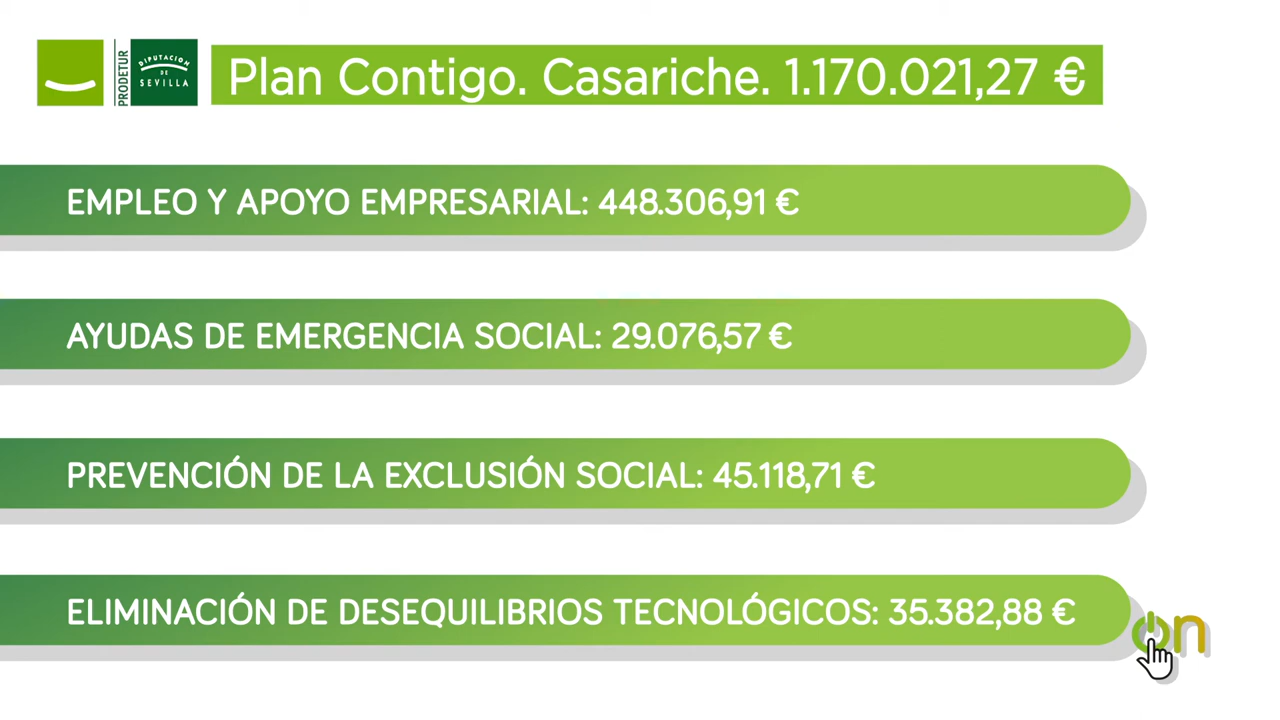 PRODETUR
DIPUTACION
DE
SEVILLA
Plan Contigo. Casariche. 1.170.021,27 €
EMPLEO Y APOYO EMPRESARIAL: 448.306,91 €
AYUDAS DE EMERGENCIA SOCIAL: 29.076,57 €
PREVENCIÓN DE LA EXCLUSIÓN SOCIAL: 45.118,71 €
ELIMINACIÓN DE DESEQUILIBRIOS TECNOLÓGICOS: 35.382,88 €
on